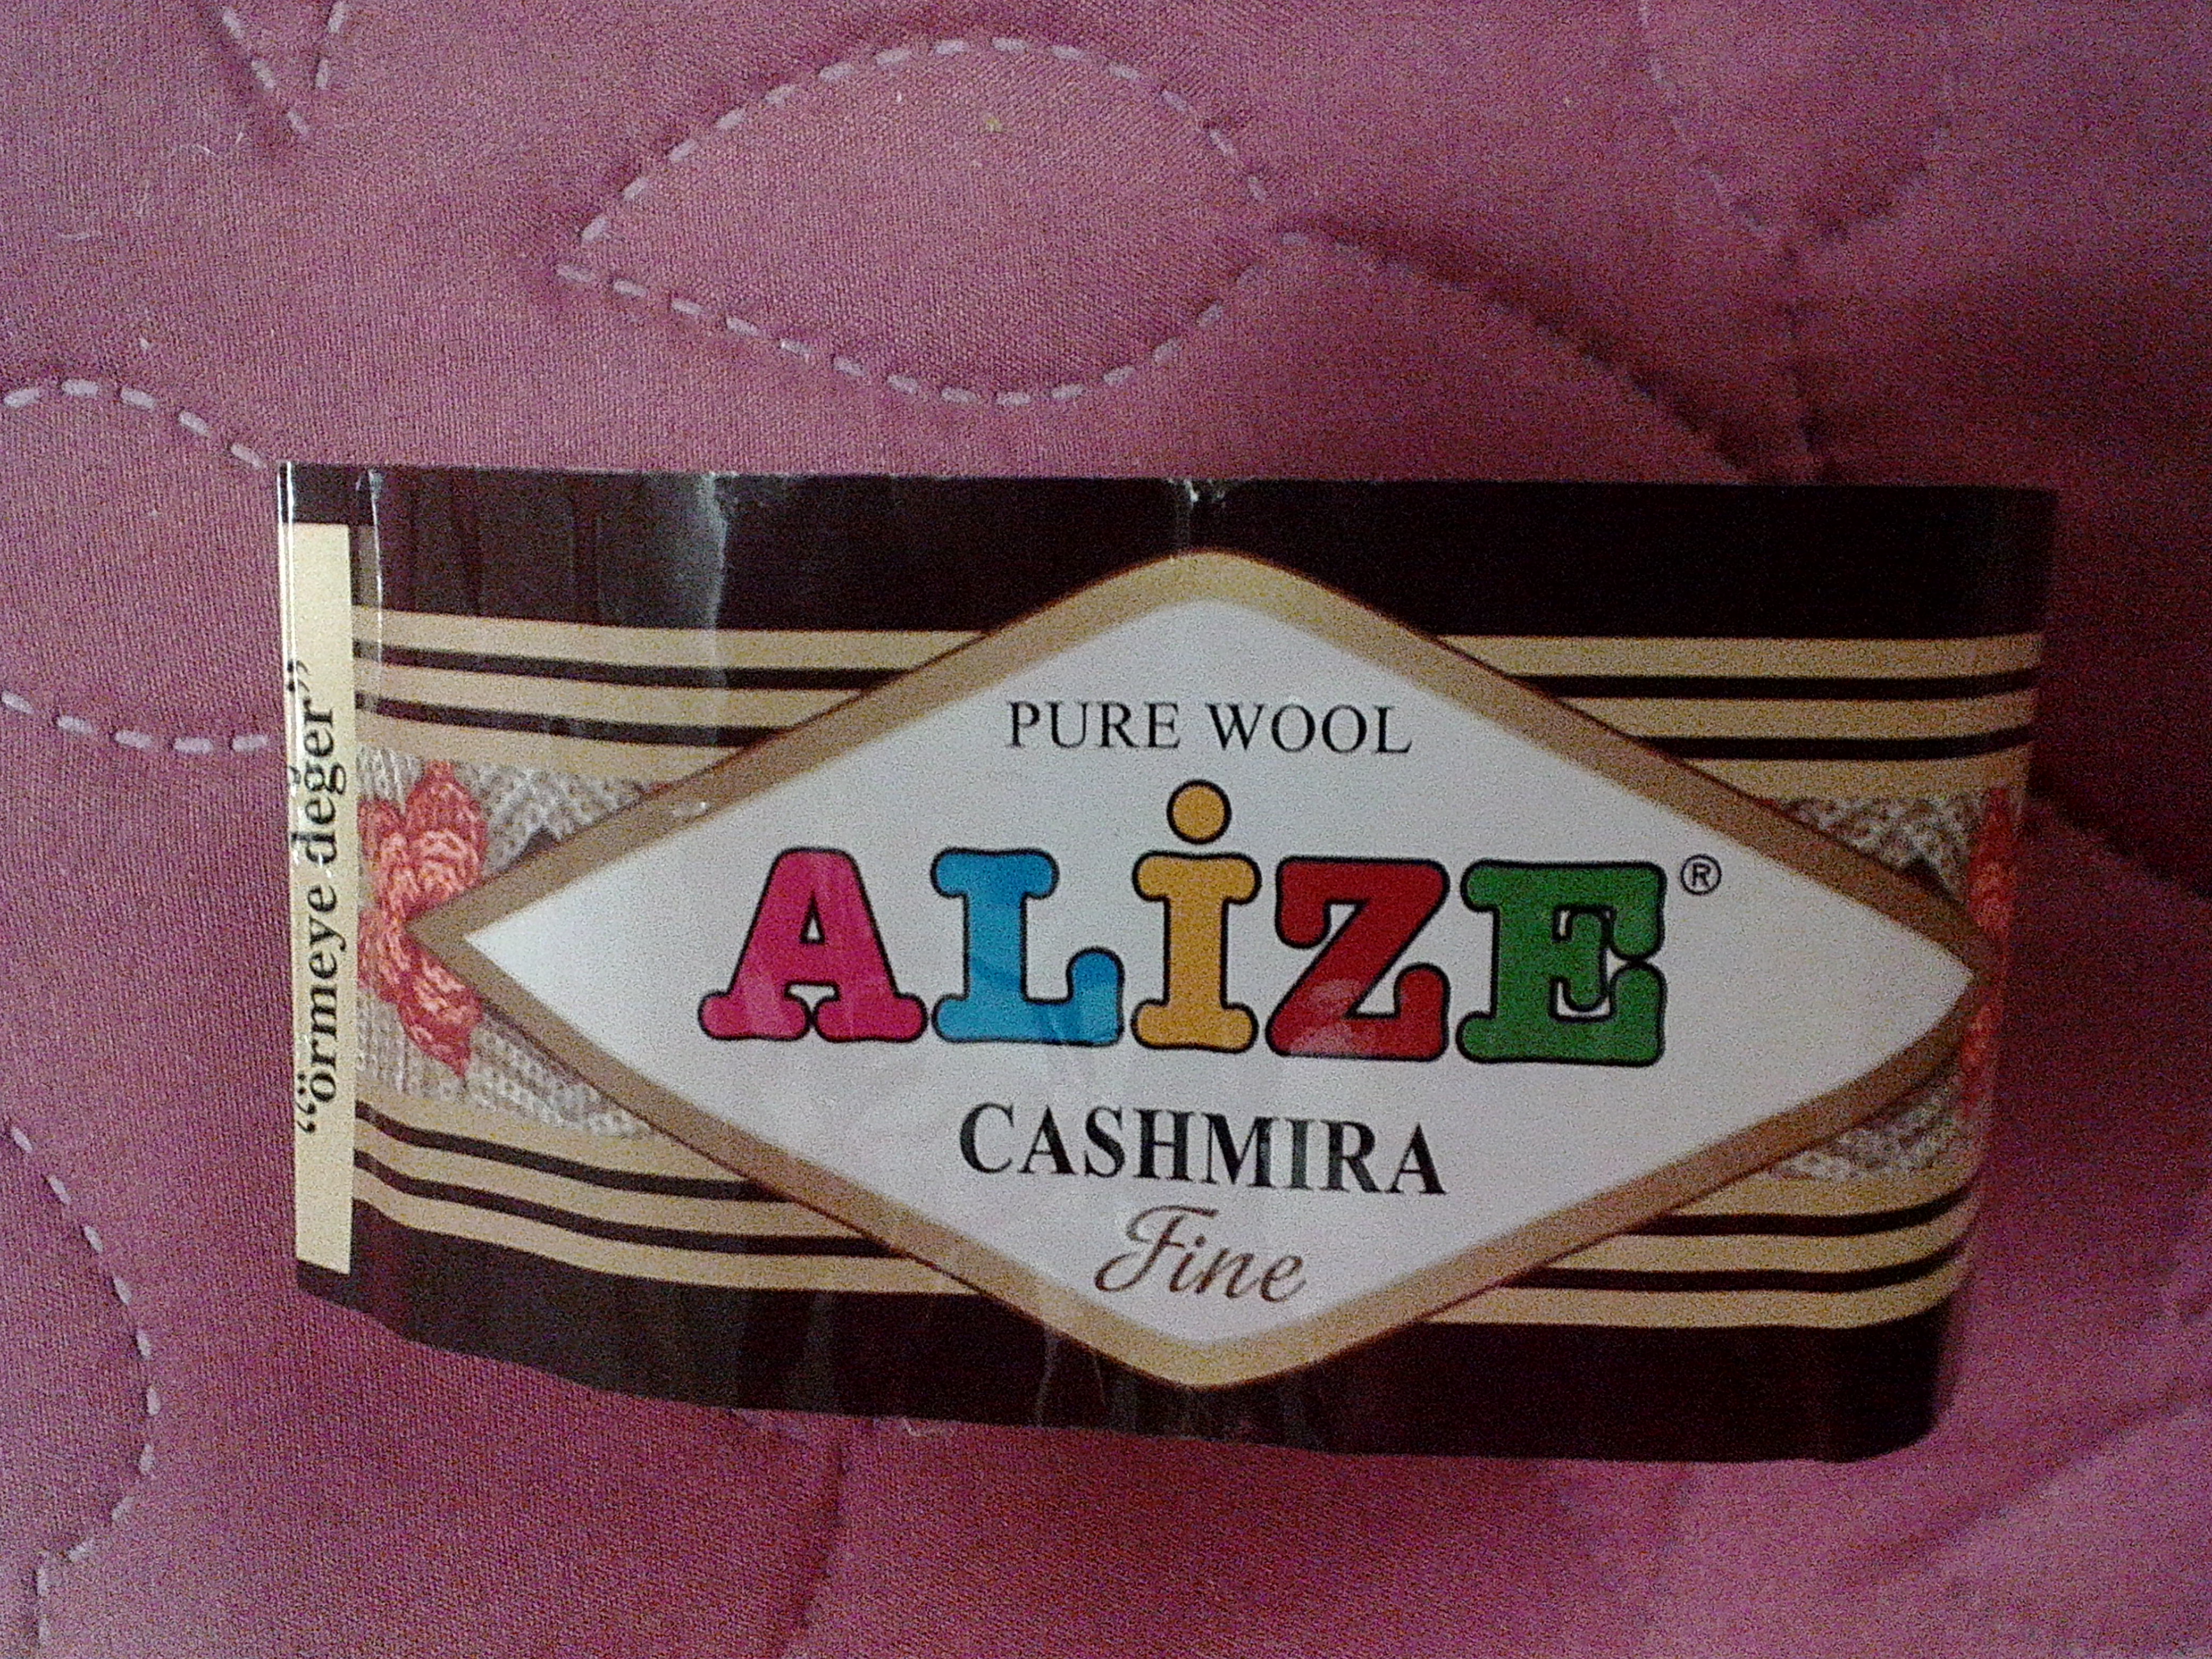 PURE WOOL
ALİZE®
CASHMIRA
Fine
"örmeye değer"